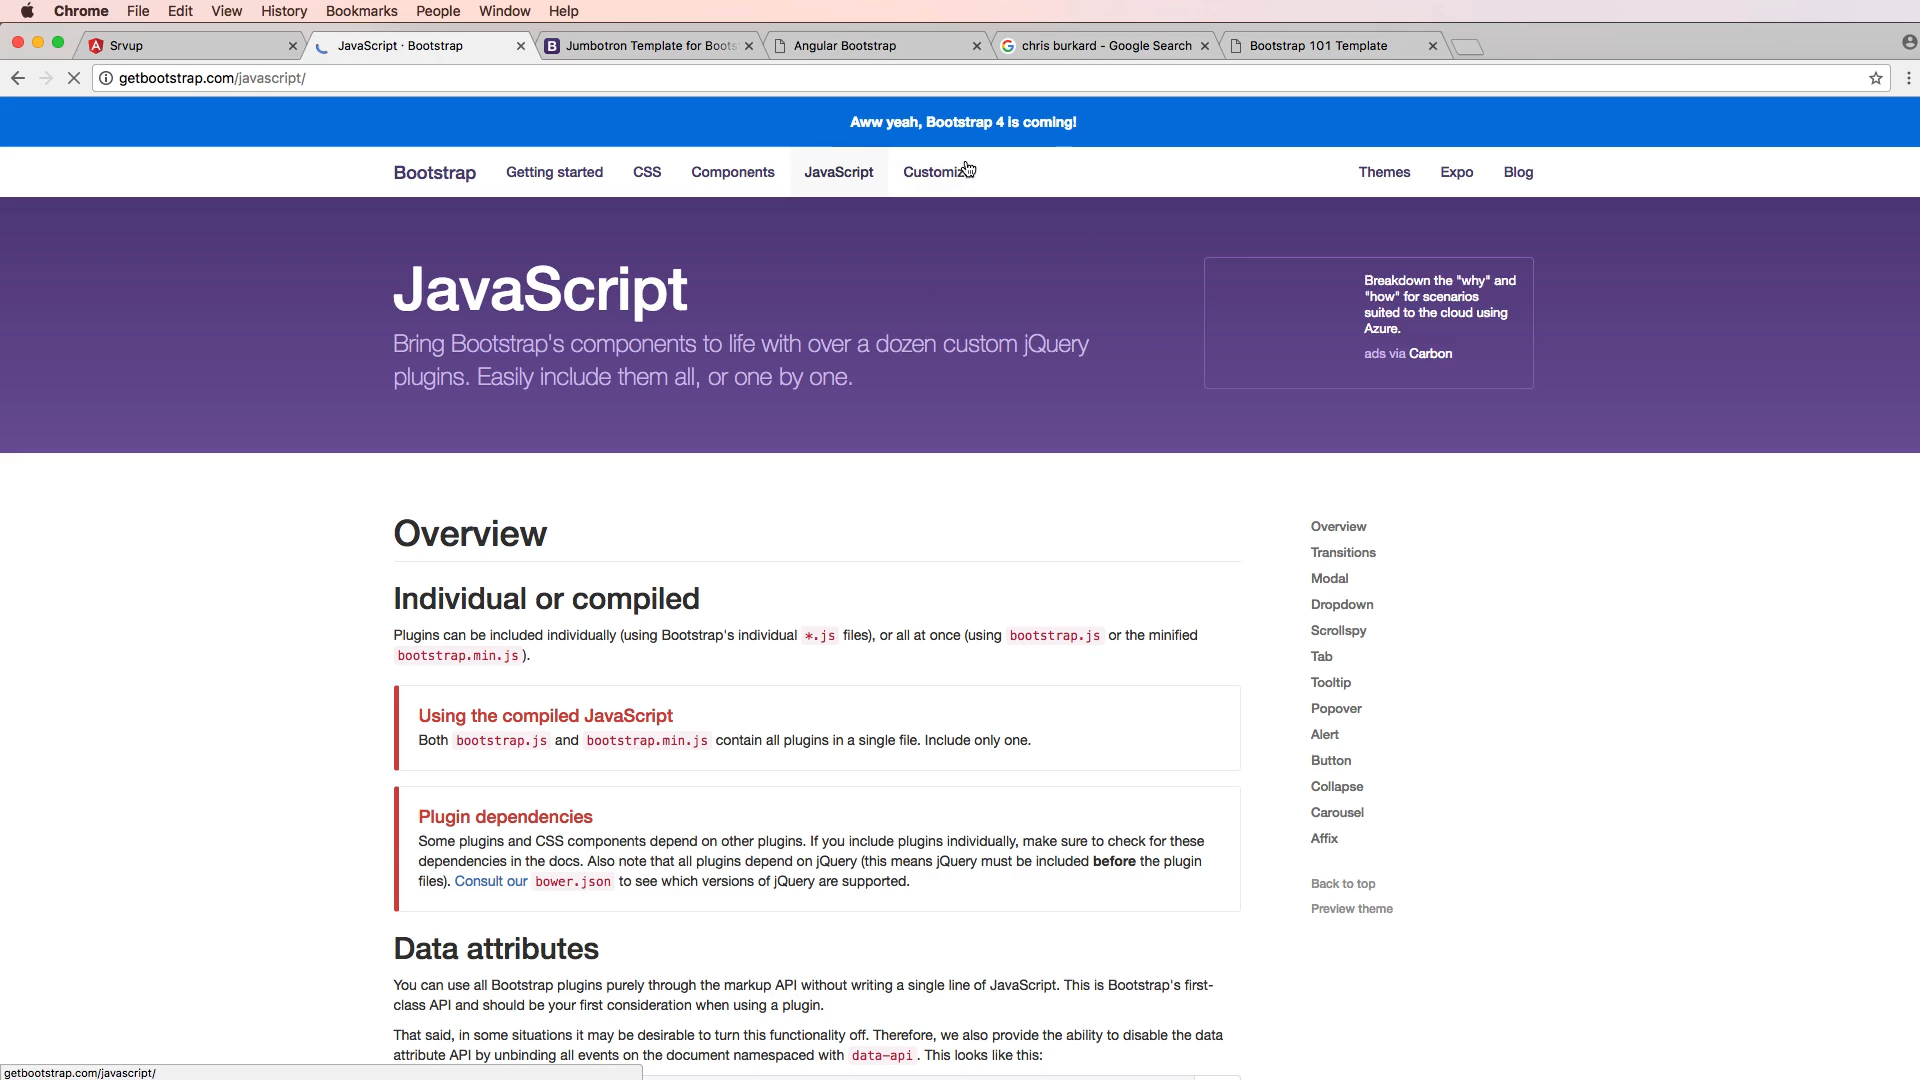 Chrome File Edit View History Bookmarks People Window Help
Srvup JavaScript · Bootstrap Jumbotron Template for Boots Angular Bootstrap chris burkard - Google Search Bootstrap 101 Template
getbootstrap.com/javascript/
Aww yeah, Bootstrap 4 is coming!
Bootstrap Getting started CSS Components JavaScript Customize Themes Expo Blog
JavaScript
Bring Bootstrap's components to life with over a dozen custom jQuery
plugins. Easily include them all, or one by one.
Breakdown the "why" and
"how" for scenarios
suited to the cloud using
Azure.
ads via Carbon
Overview
Individual or compiled
Plugins can be included individually (using Bootstrap's individual *.js files), or all at once (using bootstrap.js or the minified
bootstrap.min.js ).
Using the compiled JavaScript
Both bootstrap.js and bootstrap.min.js contain all plugins in a single file. Include only one.
Plugin dependencies
Some plugins and CSS components depend on other plugins. If you include plugins individually, make sure to check for these
dependencies in the docs. Also note that all plugins depend on jQuery (this means jQuery must be included before the plugin
files). Consult our bower.json to see which versions of jQuery are supported.
Data attributes
You can use all Bootstrap plugins purely through the markup API without writing a single line of JavaScript. This is Bootstrap's first-
class API and should be your first consideration when using a plugin.
That said, in some situations it may be desirable to turn this functionality off. Therefore, we also provide the ability to disable the data
attribute API by unbinding all events on the document namespaced with data-api . This looks like this:
Overview
Transitions
Modal
Dropdown
Scrollspy
Tab
Tooltip
Popover
Alert
Button
Collapse
Carousel
Affix
Back to top
Preview theme
getbootstrap.com/javascript/